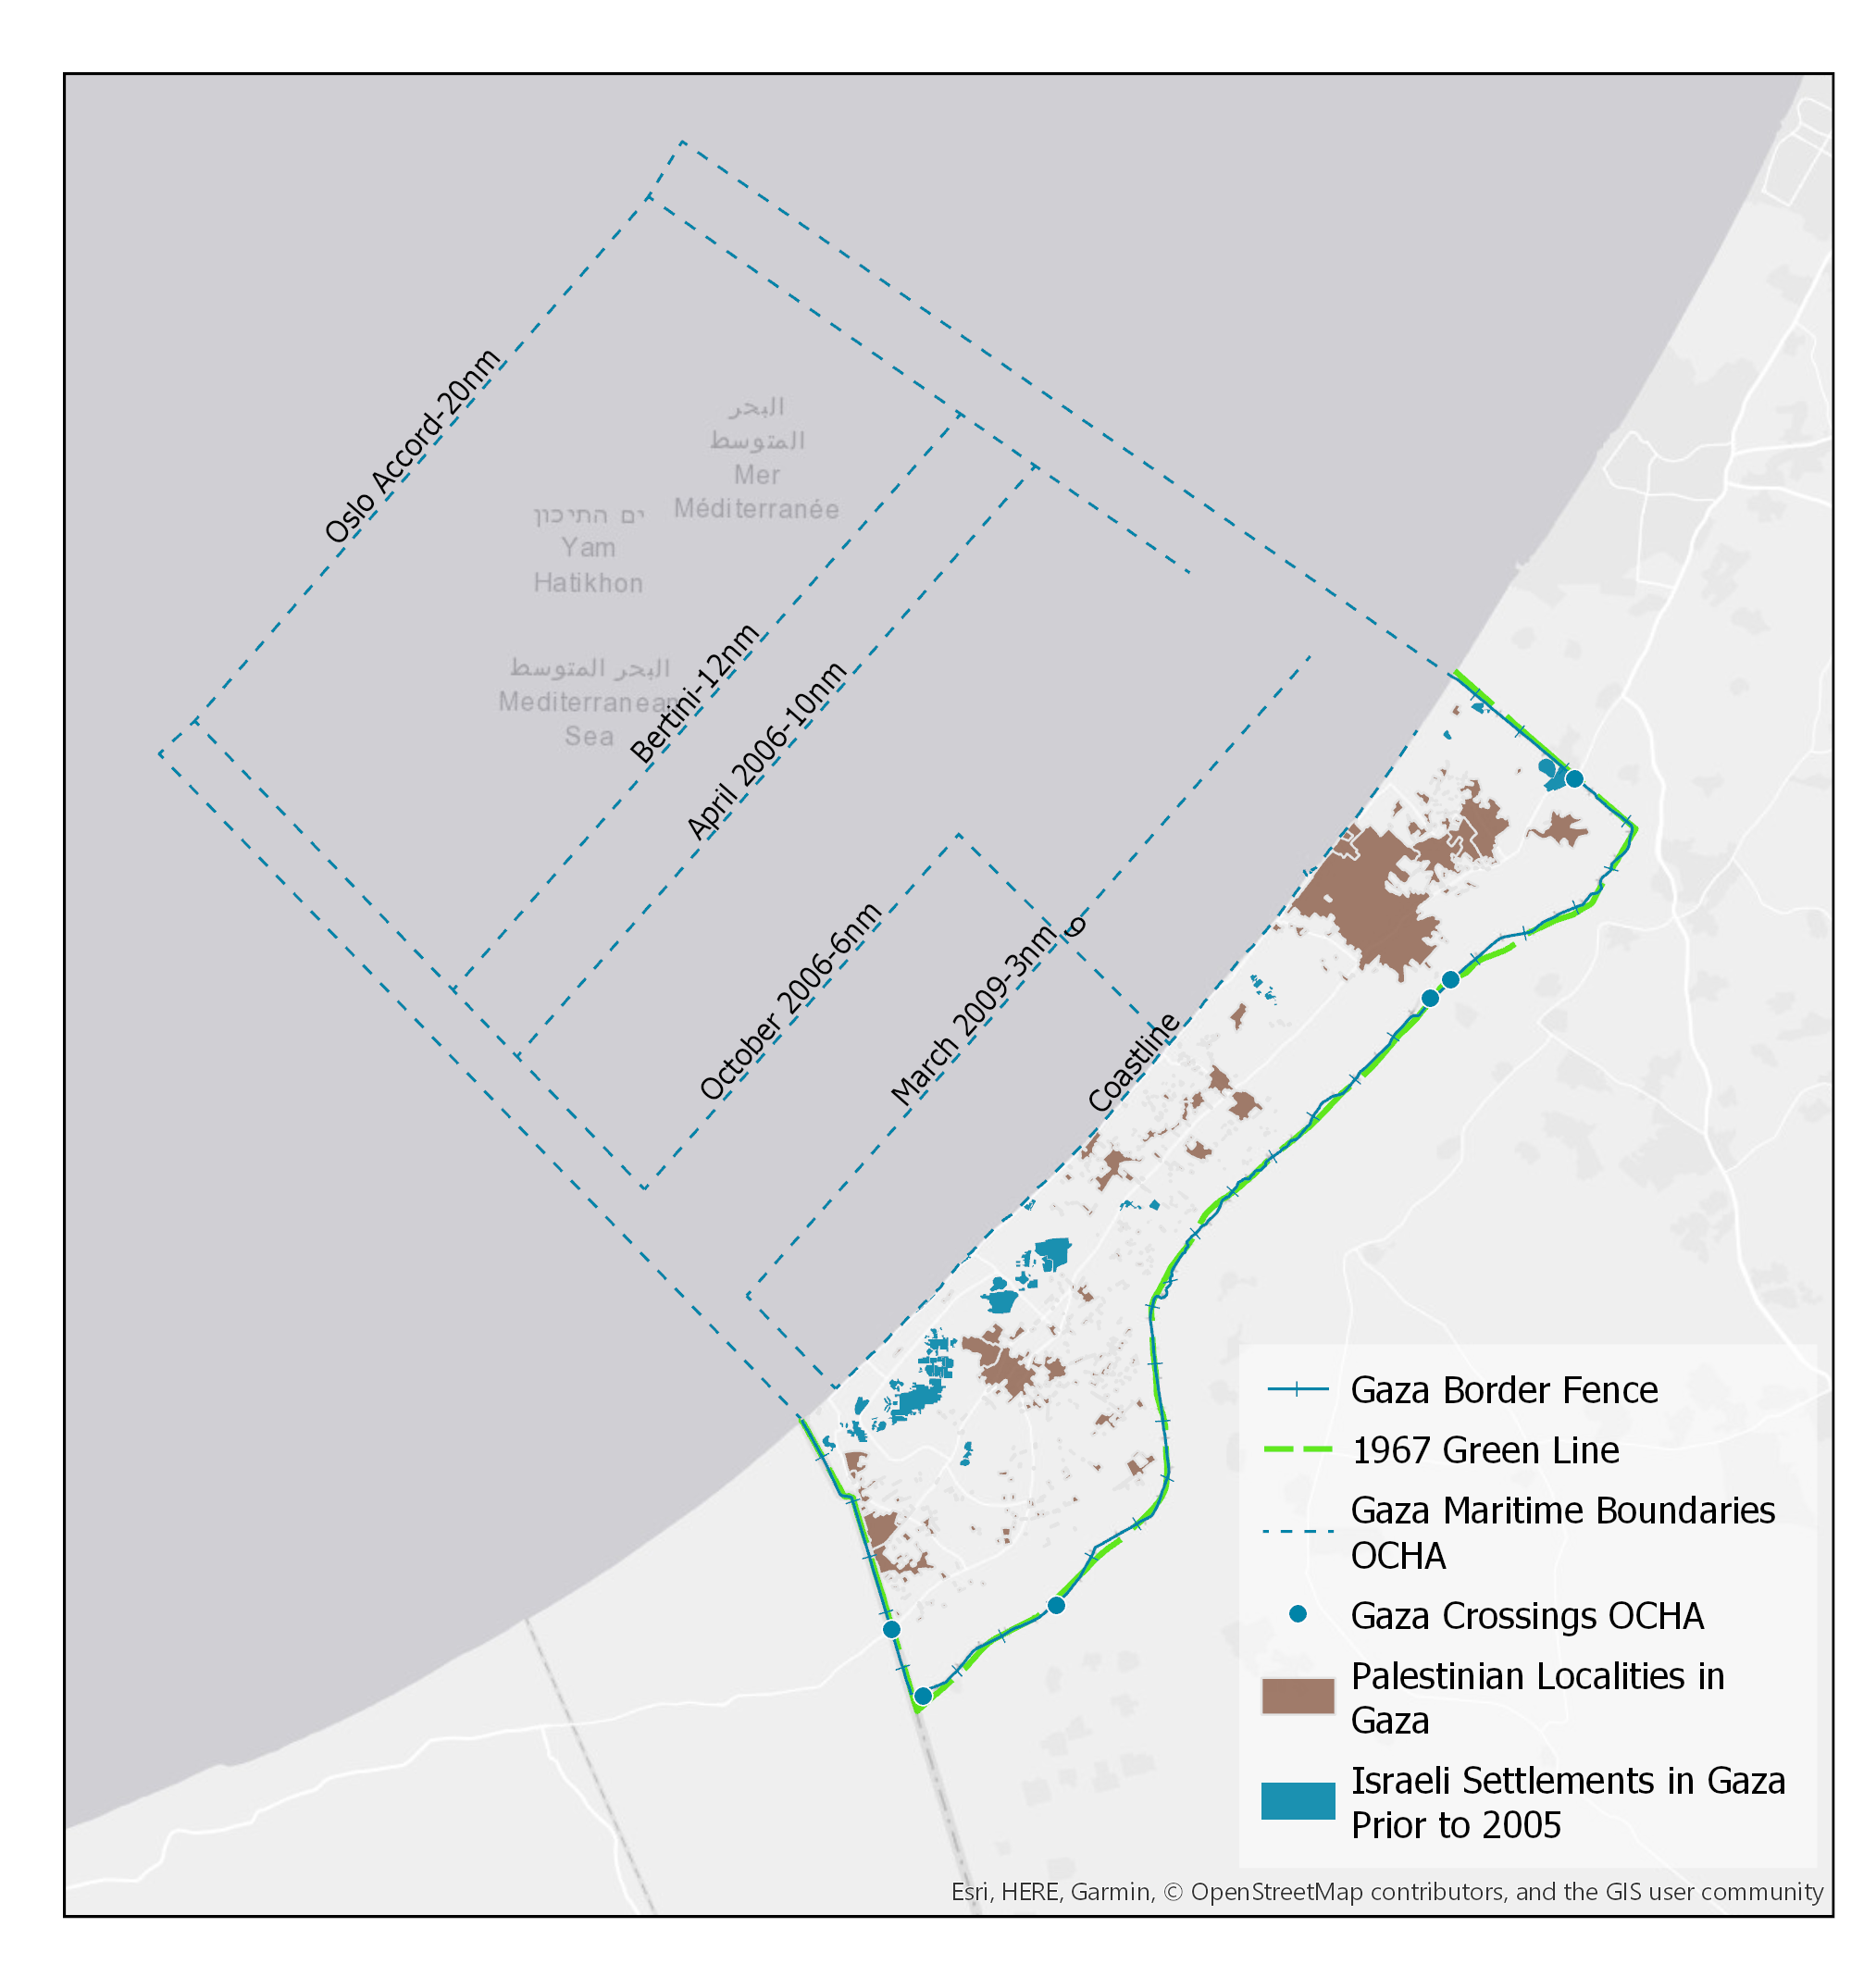 Oslo Accord-20nm
البحر
المتوسط
Mer
Méditerranée
ים התיכון
Yam
Hatikhon
البحر المتوسط
Mediterranean
Sea
Bertini-12nm
April 2006-10nm
October 2006-6nm
March 2009-3nm
6
Coastline
Gaza Border Fence
1967 Green Line
Gaza Maritime Boundaries
OCHA
Gaza Crossings OCHA
Palestinian Localities in
Gaza
Israeli Settlements in Gaza
Prior to 2005
Esri, HERE, Garmin, © OpenStreetMap contributors, and the GIS user community